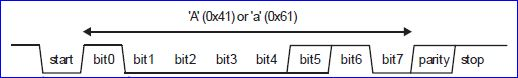 'A' (0x41) or 'a' (0x61)
start bit0 bit1 bit2 bit3 bit4 bit5 bit6 bit7 parity stop